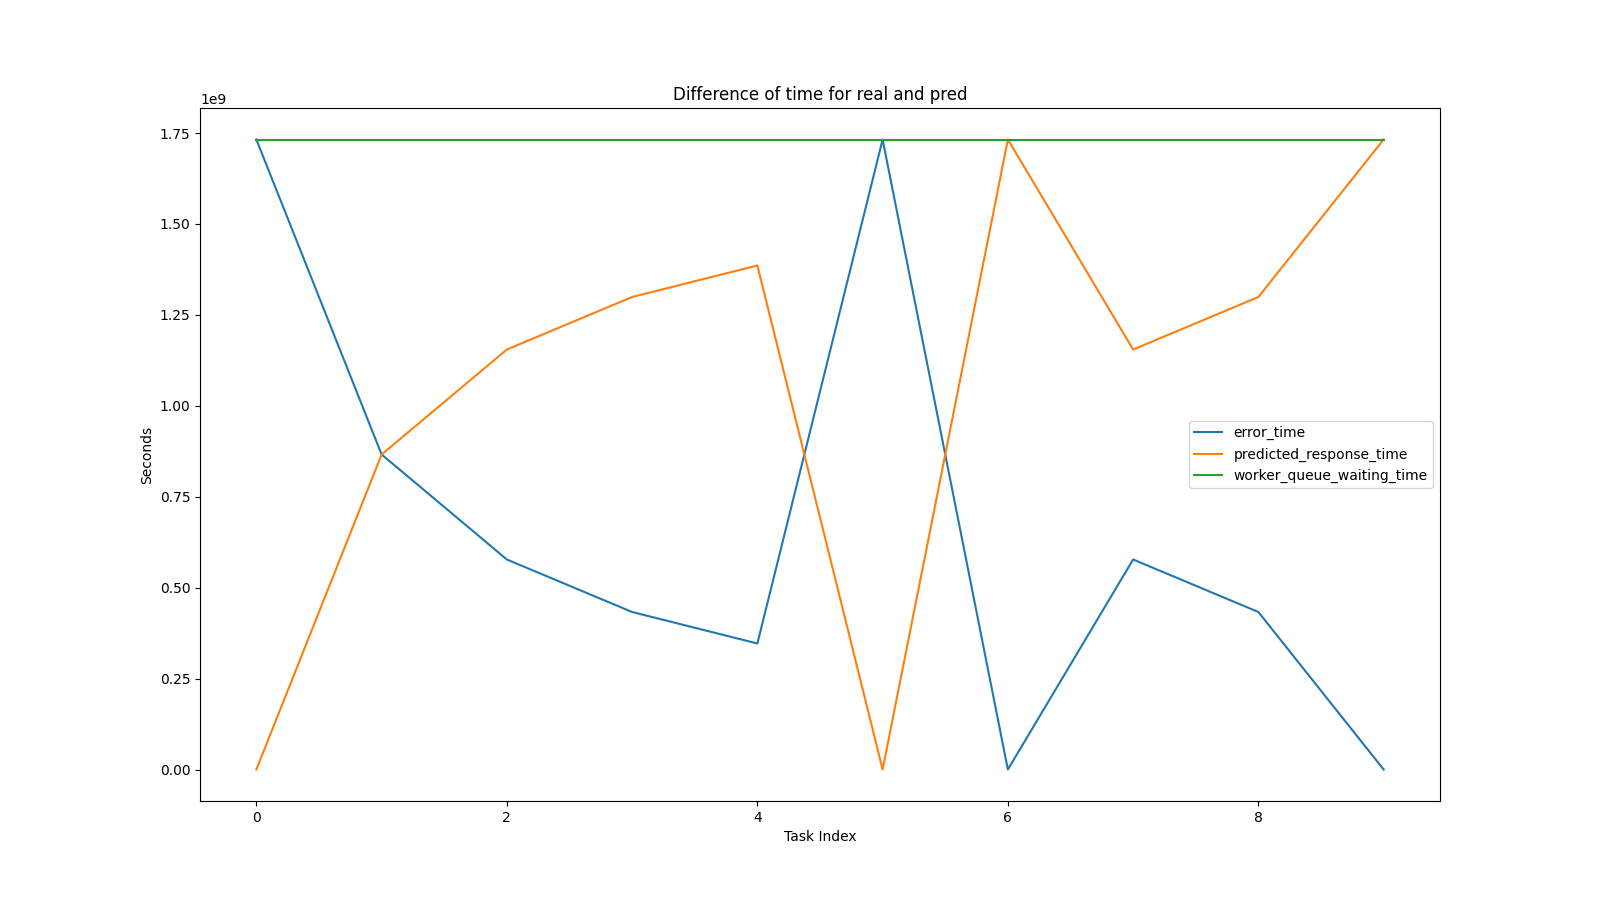 Difference of time for real and pred
1e9
1.75
1.50
1.25
1.00
0.75
0.50
0.25
0.00
Seconds
error_time
predicted_response_time
worker_queue_waiting_time
0 2 4 6 8
Task Index